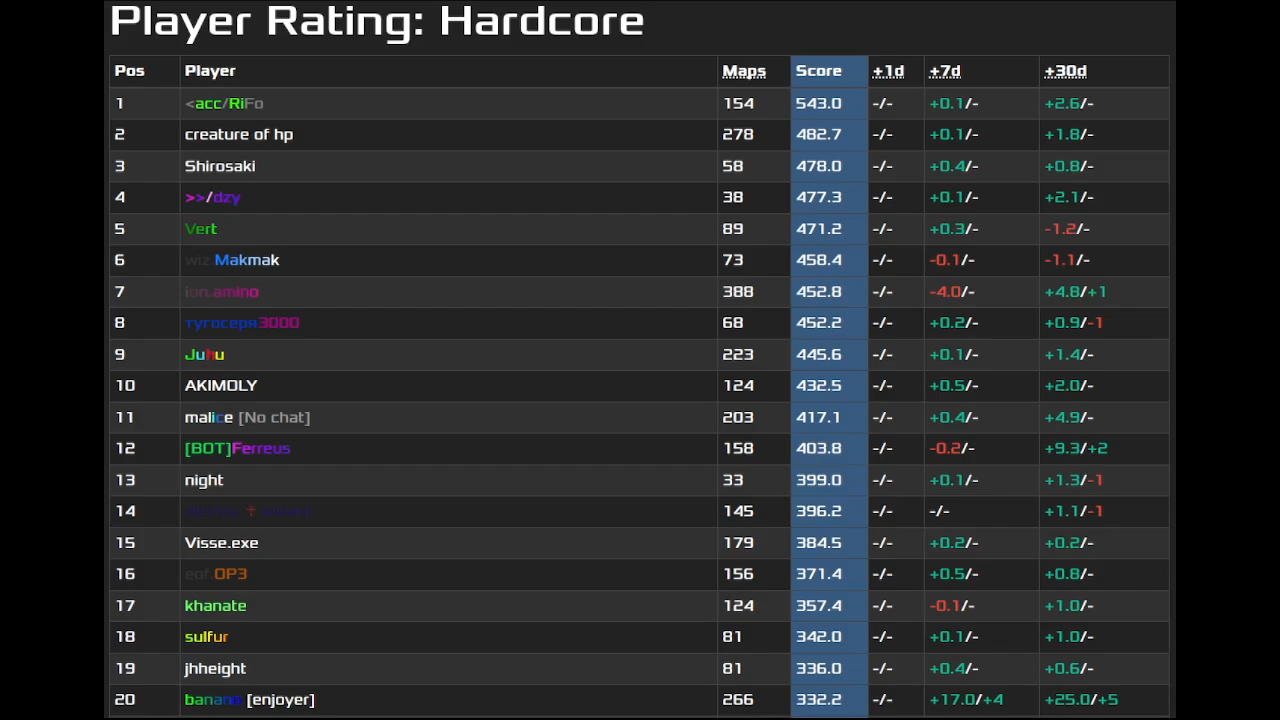 Player Rating: Hardcore
Pos Player Maps Score +1d +7d +30d
1 <acc/RiFo 154 543.0 -/- +0.1/- +2.6/-
2 creature of hp 278 482.7 -/- +0.1/- +1.8/-
3 Shirosaki 58 478.0 -/- +0.4/- +0.8/-
4 >>/dzy 38 477.3 -/- +0.1/- +2.1/-
5 Vert 89 471.2 -/- +0.3/- -1.2/-
6 wiz Makmak 73 458.4 -/- -0.1/- -1.1/-
7 ion.amino 388 452.8 -/- -4.0/- +4.8/+1
8 тугосеря3000 68 452.2 -/- +0.2/- +0.9/-1
9 Juhu 223 445.6 -/- +0.1/- +1.4/-
10 AKIMOLY 124 432.5 -/- +0.5/- +2.0/-
11 malice [No chat] 203 417.1 -/- +0.4/- +4.9/-
12 [BOT]Ferreus 158 403.8 -/- -0.2/- +9.3/+2
13 night 33 399.0 -/- +0.1/- +1.3/-1
14 † 145 396.2 -/- -/- +1.1/-1
15 Visse.exe 179 384.5 -/- +0.2/- +0.2/-
16 eof.OP3 156 371.4 -/- +0.5/- +0.8/-
17 khanate 124 357.4 -/- -0.1/- +1.0/-
18 sulfur 81 342.0 -/- +0.1/- +1.0/-
19 jhheight 81 336.0 -/- +0.4/- +0.6/-
20 banana [enjoyer] 266 332.2 -/- +17.0/+4 +25.0/+5